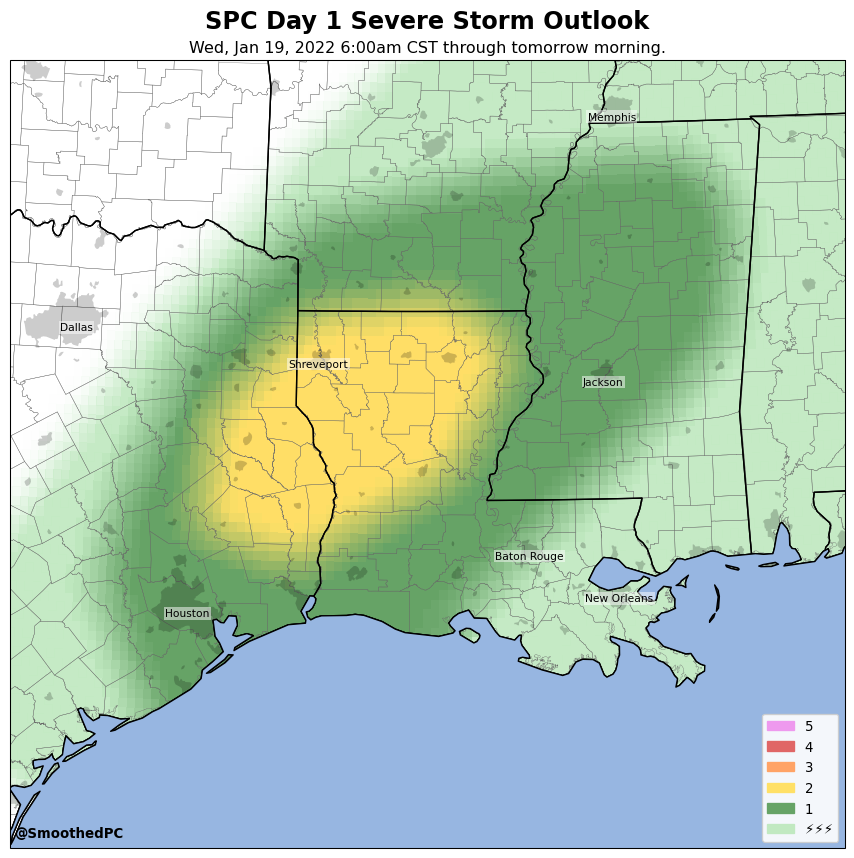 SPC Day 1 Severe Storm Outlook
Wed, Jan 19, 2022 6:00am CST through tomorrow morning.
Memphis
Dallas
Shreveport
Jackson
Baton Rouge
New Orleans
Houston
5
4
3
2
1
⚡⚡⚡
@SmoothedPC